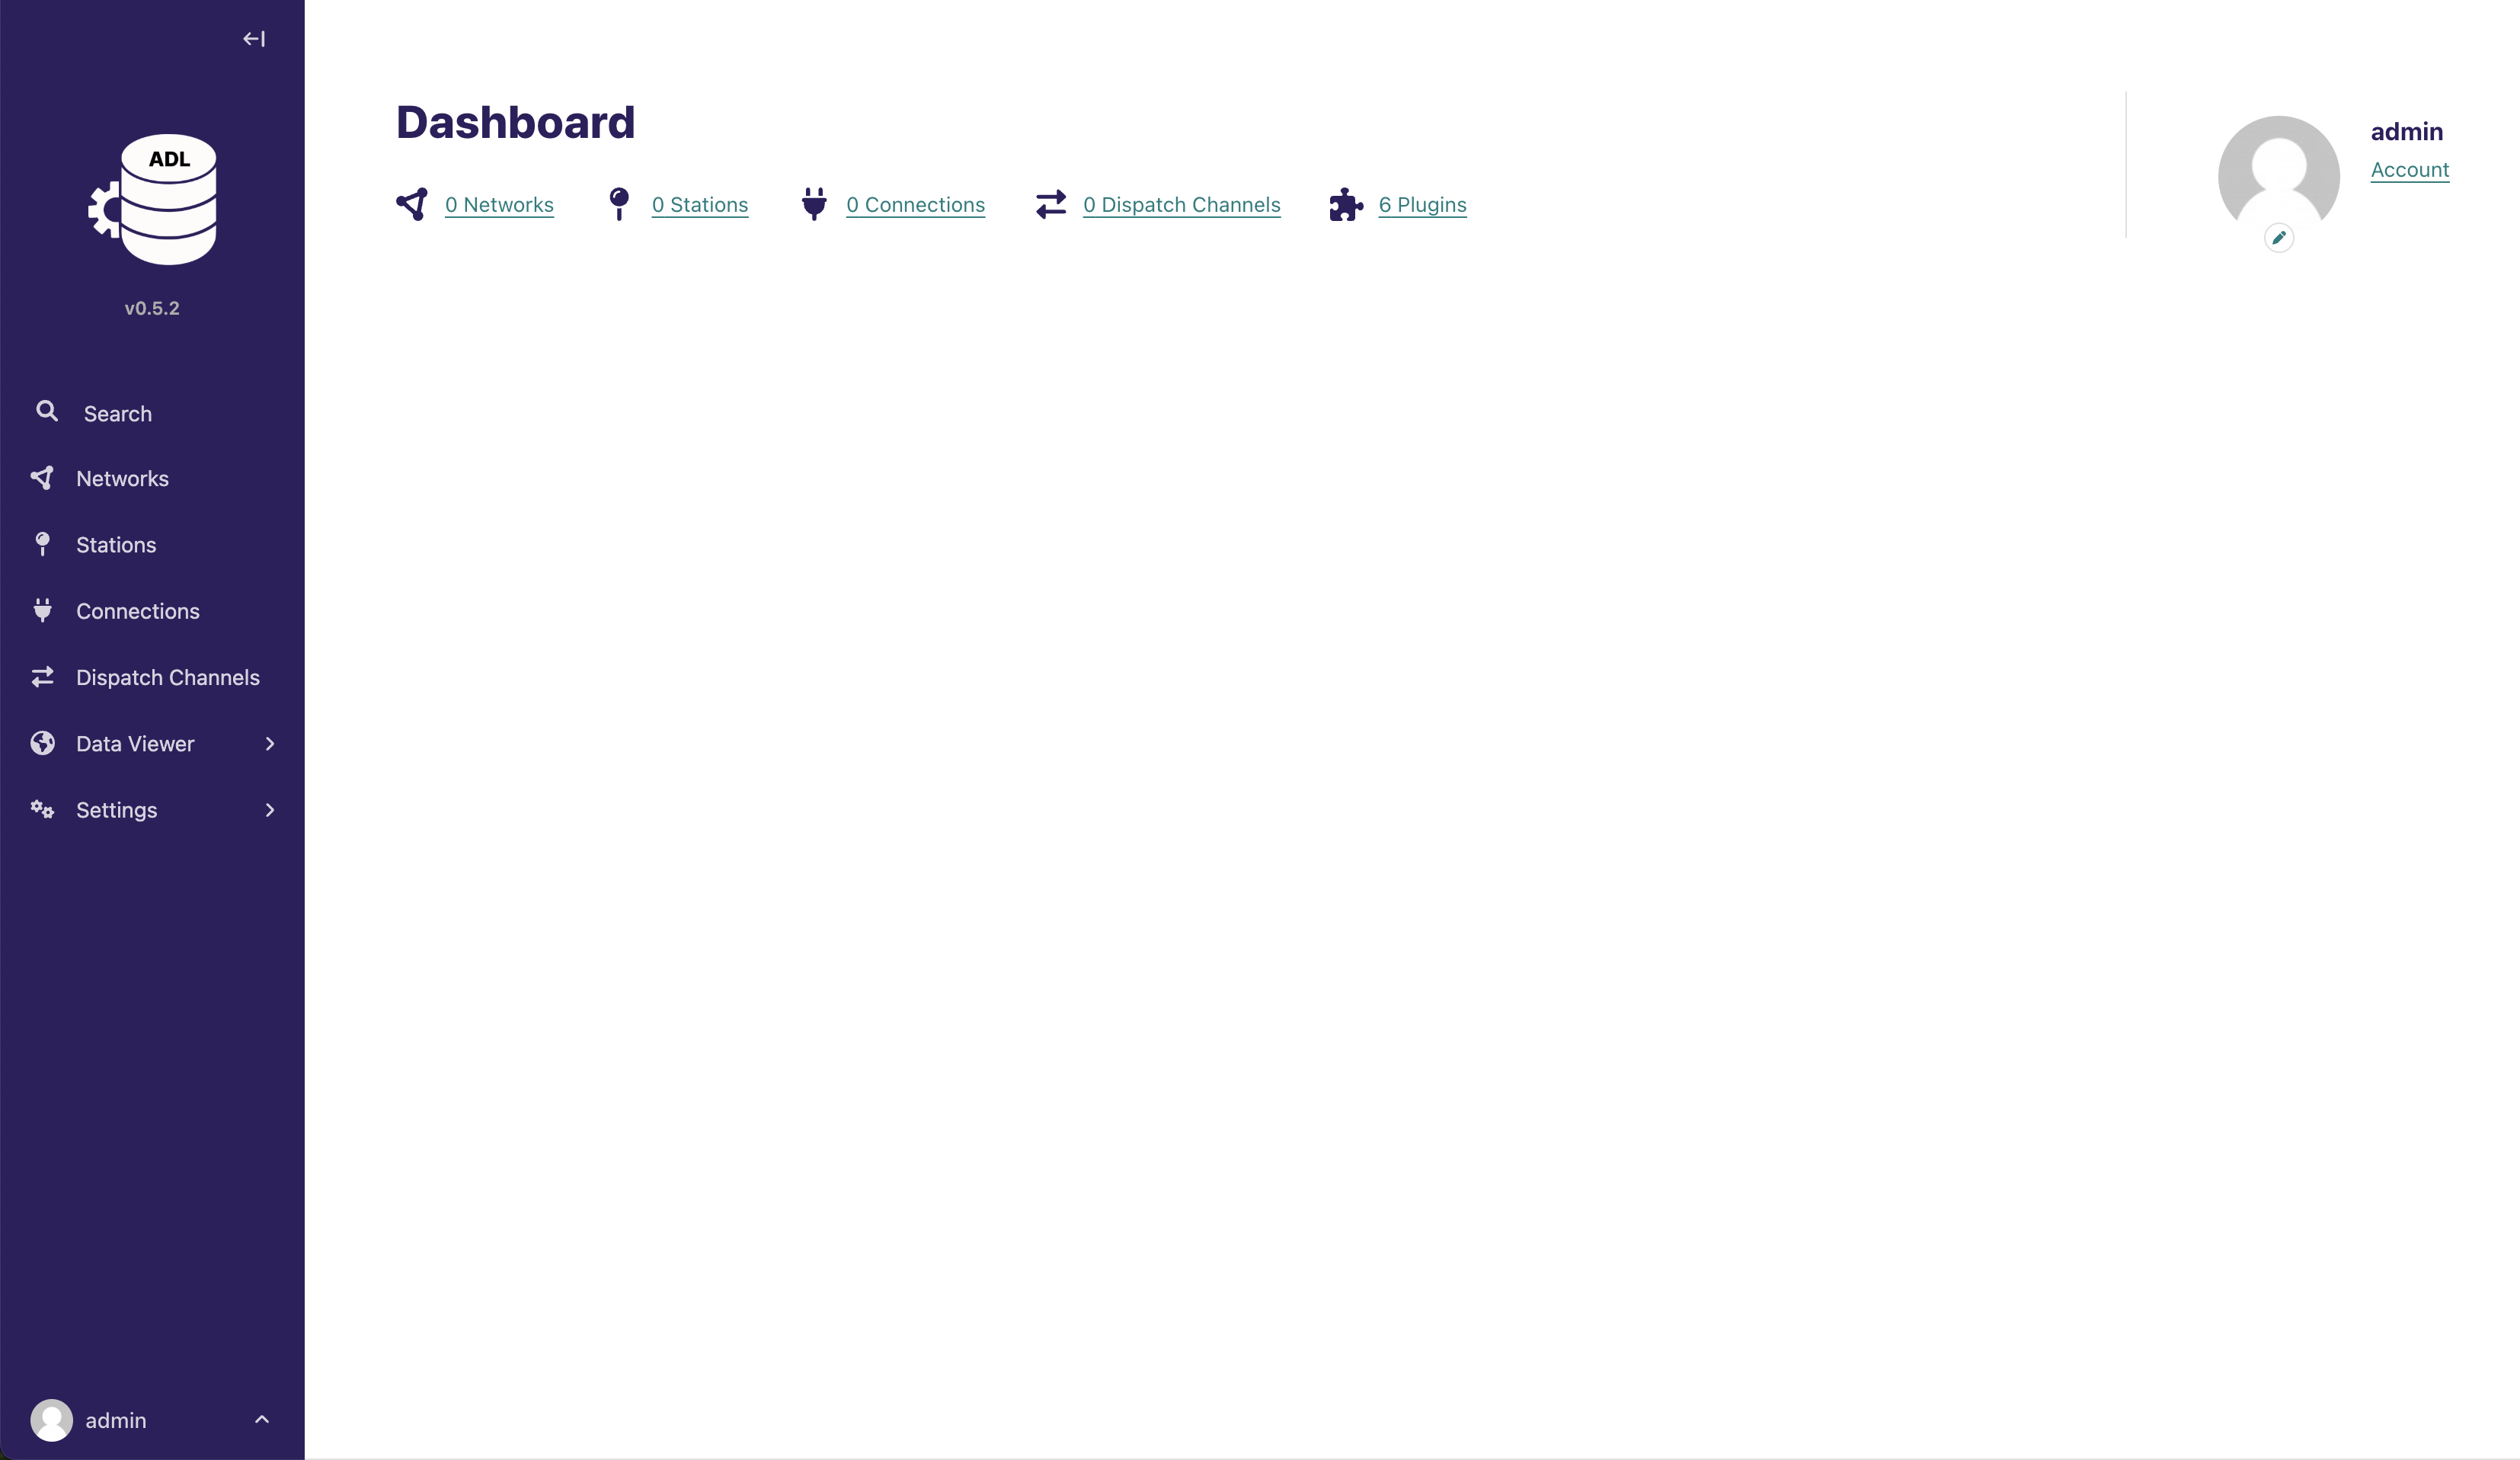 ADL
v0.5.2
Search
Networks
Stations
Connections
Dispatch Channels
Data Viewer
Settings
admin
Dashboard
0 Networks
0 Stations
0 Connections
0 Dispatch Channels
6 Plugins
admin
Account